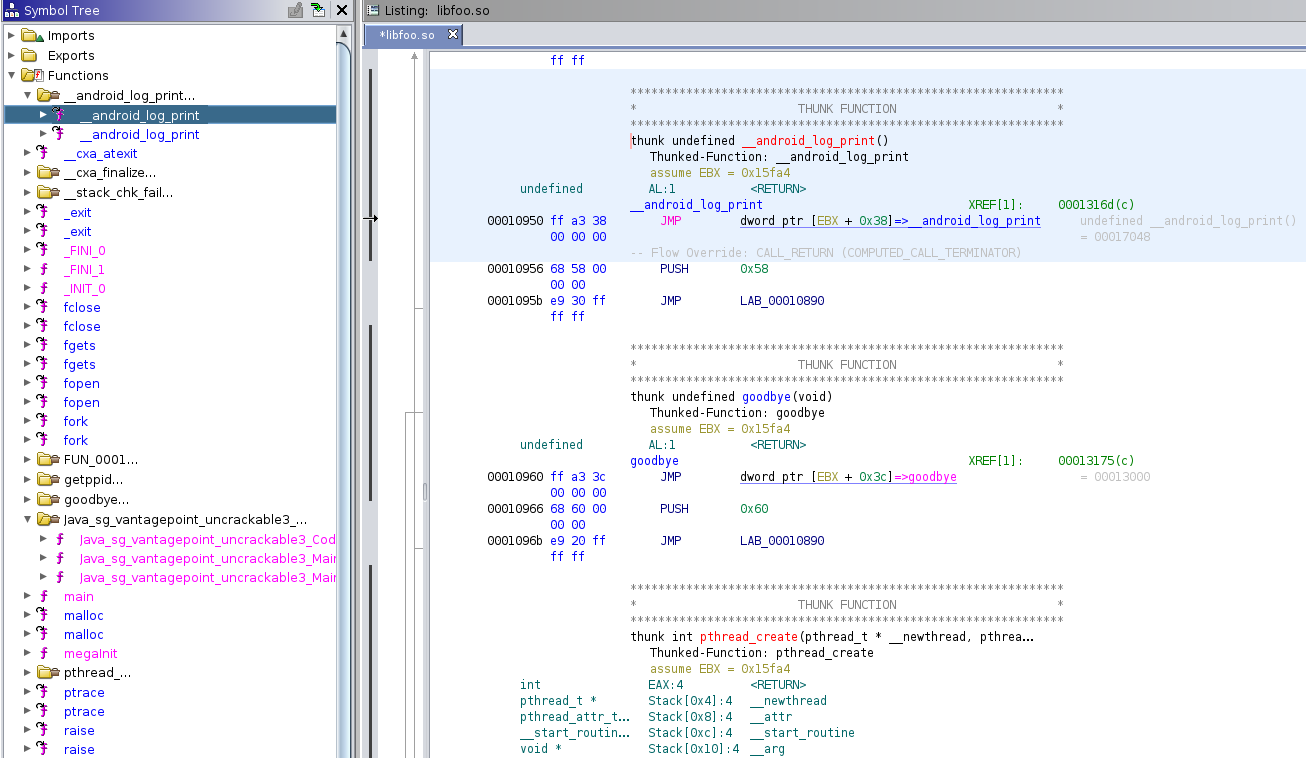 Symbol Tree
Imports
Exports
Functions
__android_log_print...
__android_log_print
__android_log_print
__cxa_atexit
__cxa_finalize...
__stack_chk_fail...
_exit
_exit
_FINI_0
_FINI_1
_INIT_0
fclose
fclose
fgets
fgets
fopen
fopen
fork
fork
FUN_0001...
getppid...
goodbye...
Java_sg_vantagepoint_uncrackable3_...
Java_sg_vantagepoint_uncrackable3_Cod
Java_sg_vantagepoint_uncrackable3_Mair
Java_sg_vantagepoint_uncrackable3_Mair
main
malloc
malloc
megaInit
pthread_...
ptrace
ptrace
raise
raise
Listing: libfoo.so
*libfoo.so
ff ff
**************************************************************
* THUNK FUNCTION *
**************************************************************
thunk undefined __android_log_print()
Thunked-Function: __android_log_print
assume EBX = 0x15fa4
undefined AL:1 <RETURN>
__android_log_print XREF[1]: 0001316d(c)
00010950 ff a3 38 JMP dword ptr [EBX + 0x38]=>__android_log_print undefined __android_log_print()
00 00 00 = 00017048
-- Flow Override: CALL_RETURN (COMPUTED_CALL_TERMINATOR)
00010956 68 58 00 PUSH 0x58
00 00
0001095b e9 30 ff JMP LAB_00010890
ff ff
**************************************************************
* THUNK FUNCTION *
**************************************************************
thunk undefined goodbye(void)
Thunked-Function: goodbye
assume EBX = 0x15fa4
undefined AL:1 <RETURN>
goodbye XREF[1]: 00013175(c)
00010960 ff a3 3c JMP dword ptr [EBX + 0x3c]=>goodbye = 00013000
00 00 00
00010966 68 60 00 PUSH 0x60
00 00
0001096b e9 20 ff JMP LAB_00010890
ff ff
**************************************************************
* THUNK FUNCTION *
**************************************************************
thunk int pthread_create(pthread_t * __newthread, pthrea...
Thunked-Function: pthread_create
assume EBX = 0x15fa4
int EAX:4 <RETURN>
pthread_t * Stack[0x4]:4 __newthread
pthread_attr_t... Stack[0x8]:4 __attr
__start_routin... Stack[0xc]:4 __start_routine
void * Stack[0x10]:4 __arg